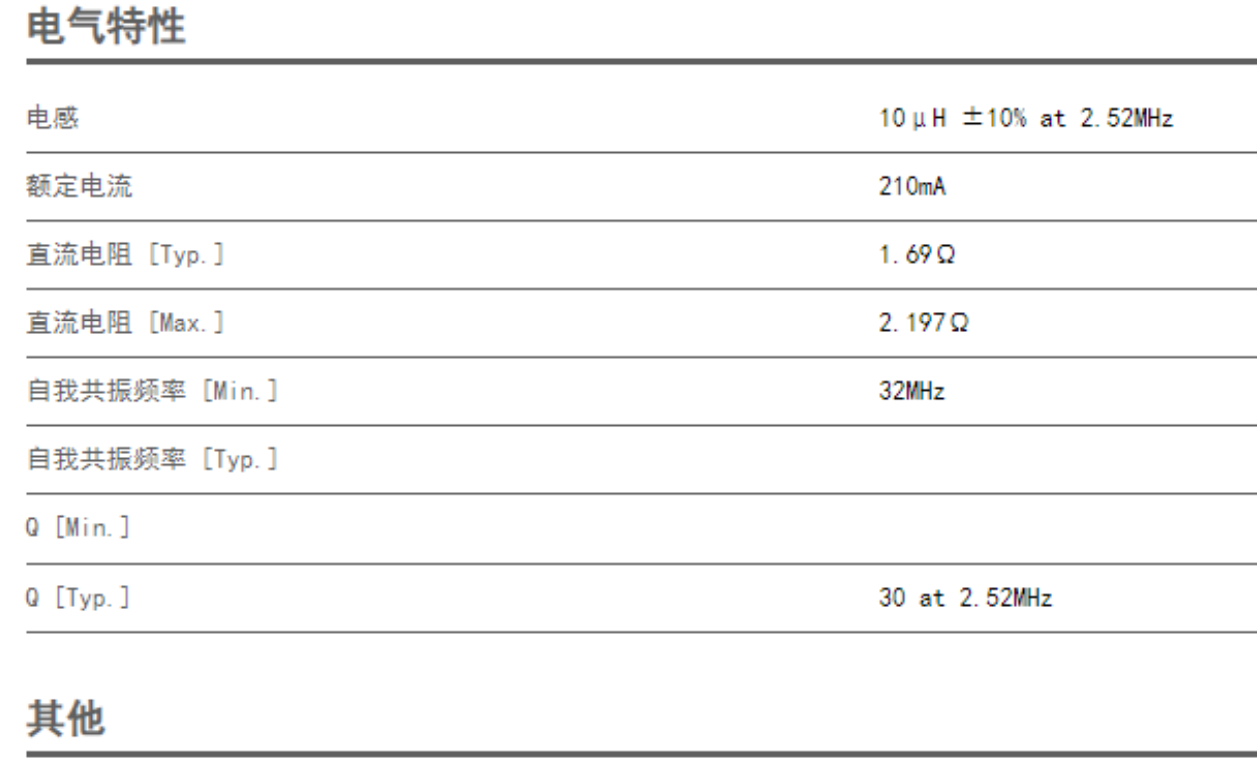 电气特性
电感 10μH ±10% at 2.52MHz
额定电流 210mA
直流电阻 [Typ.] 1.69Ω
直流电阻 [Max.] 2.197Ω
自我共振频率 [Min.] 32MHz
自我共振频率 [Typ.]
Q [Min.]
Q [Typ.] 30 at 2.52MHz
其他